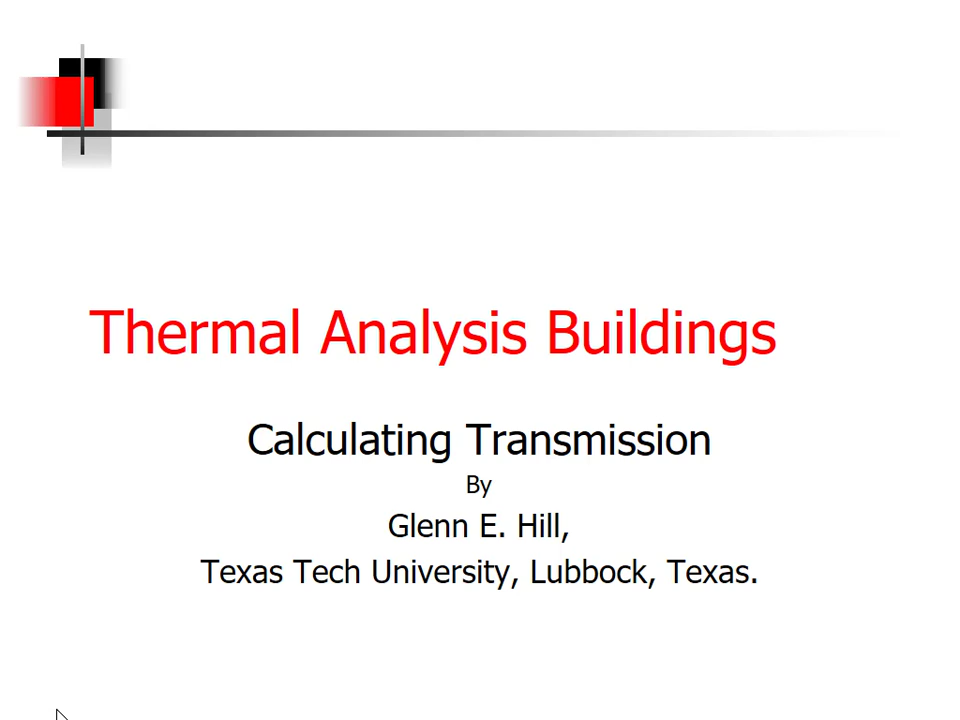 Thermal Analysis Buildings
Calculating Transmission
By
Glenn E. Hill,
Texas Tech University, Lubbock, Texas.